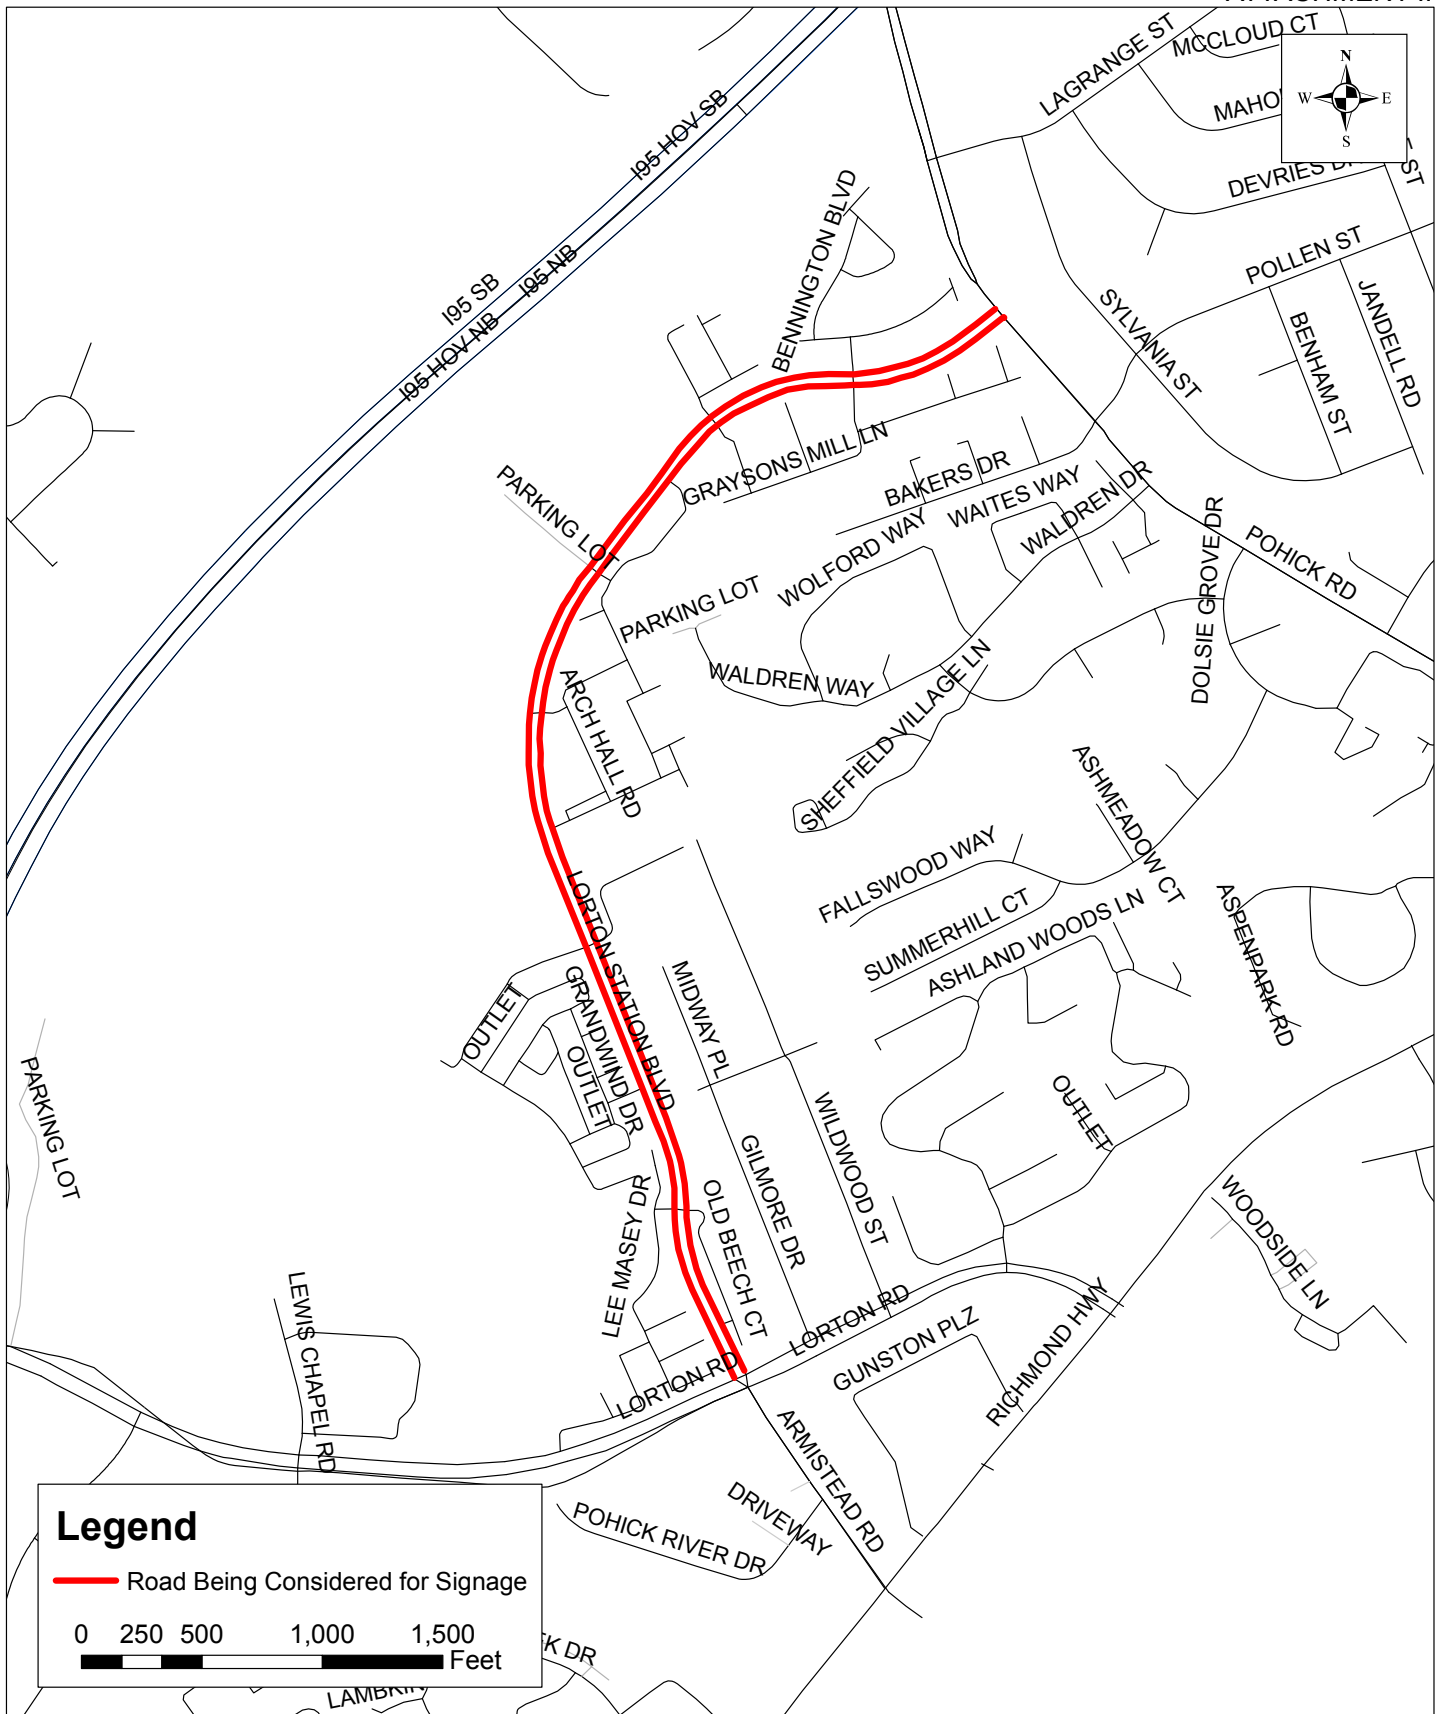 LAGRANGE ST
MCCLOUD CT
N
W
E
S
I95 HOV SB
BENNINGTON BLVD
POLLEN ST
I95 SB
I95 NB
I95 HOV NB
SYLVANIA ST
BENHAM ST
JANDELL RD
GRAYSONS MILL LN
PARKING LOT
BAKERS DR
WAITES WAY
WOLFORD WAY
WALDREN DR
POHICK RD
DOLSIE GROVE DR
PARKING LOT
WALDREN WAY
ARCH HALL RD
SHEFFIELD VILLAGE LN
ASHMEADOW CT
FALLSWOOD WAY
SUMMERHILL CT
ASHLAND WOODS LN
ASPENPARK RD
LORTON STATION BLVD
GRANDWIND DR
OUTLET
OUTLET
MIDWAY PL
OUTLET
PARKING LOT
WILDWOOD ST
GILMORE DR
OLD BEECH CT
LEE MASEY DR
WOODSIDE LN
LEWIS CHAPEL RD
LORTON RD
LORTON RD
GUNSTON PLZ
RICHMOND HWY
ARMISTEAD RD
DRIVEWAY
POHICK RIVER DR
Legend
Road Being Considered for Signage
0 250 500 1,000 1,500
Feet
DR